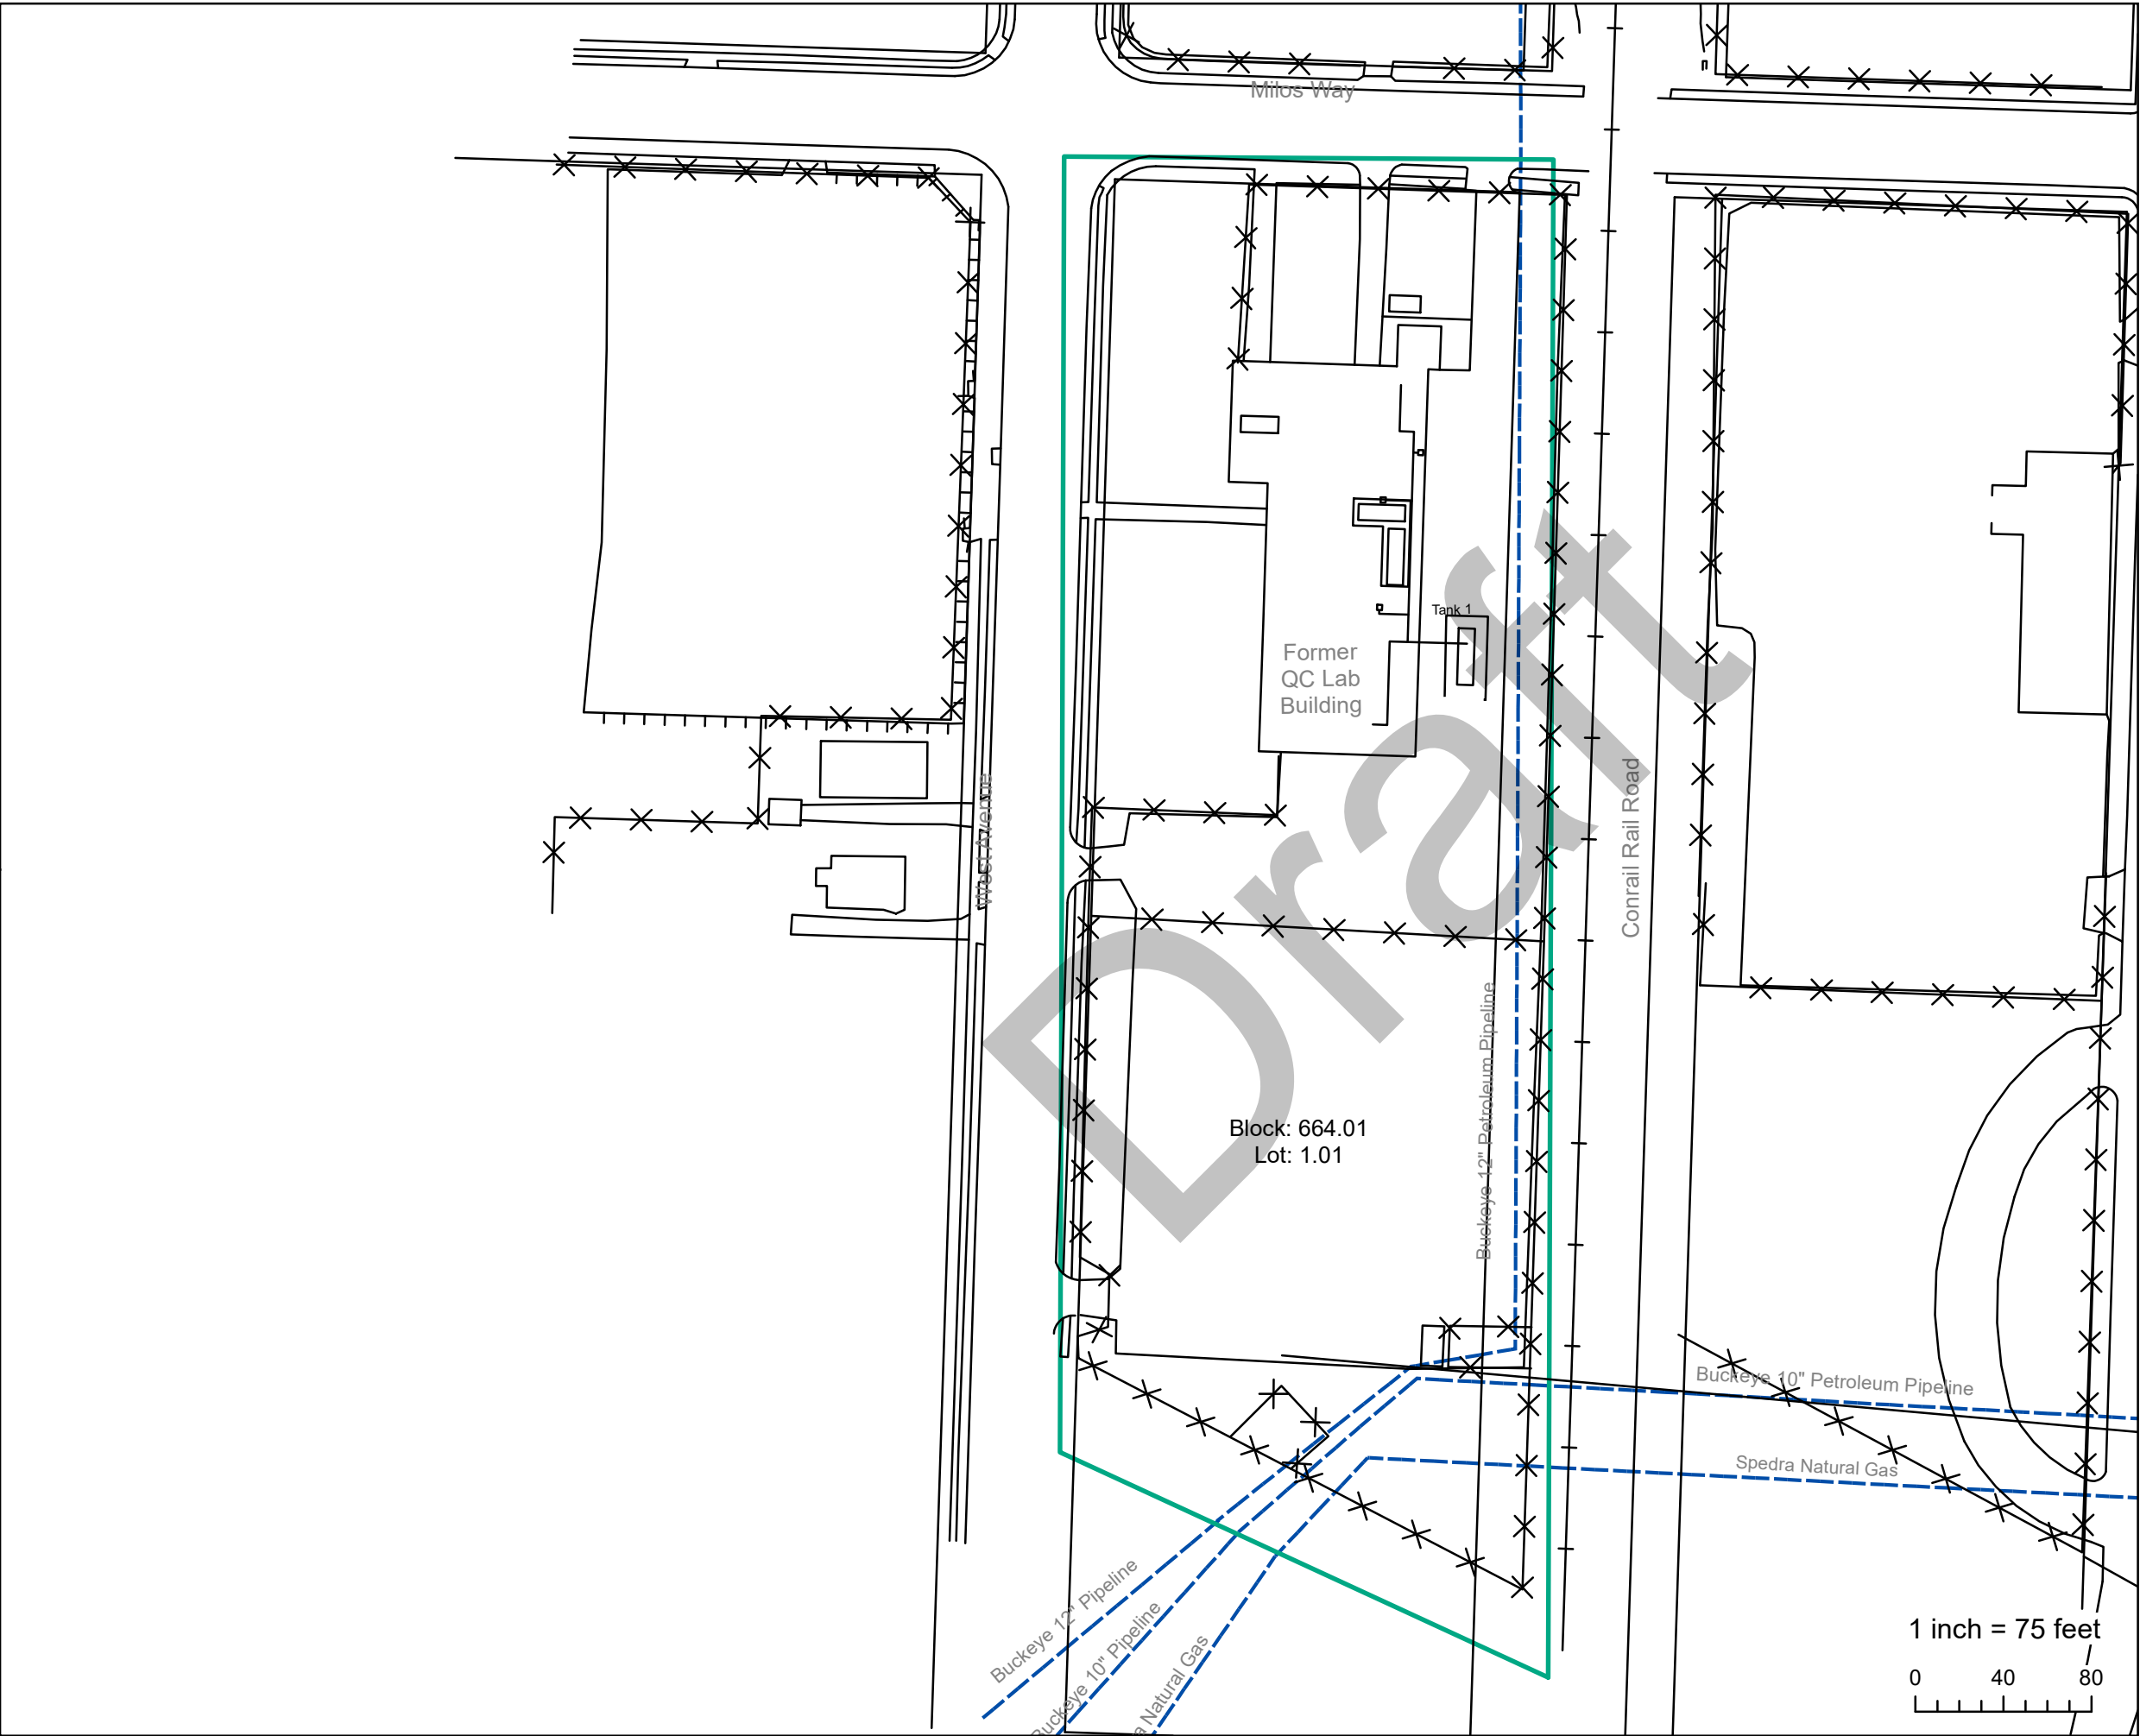 Milos Way
Tank 1
Former
QC Lab
Building
West Avenue
Conrail Rail Road
Draft
Buckeye 12" Petroleum Pipeline
Block: 664.01
Lot: 1.01
Buckeye 10" Petroleum Pipeline
Spedra Natural Gas
Buckeye 12" Pipeline
Buckeye 10" Pipeline
a Natural Gas
1 inch = 75 feet
0 40 80